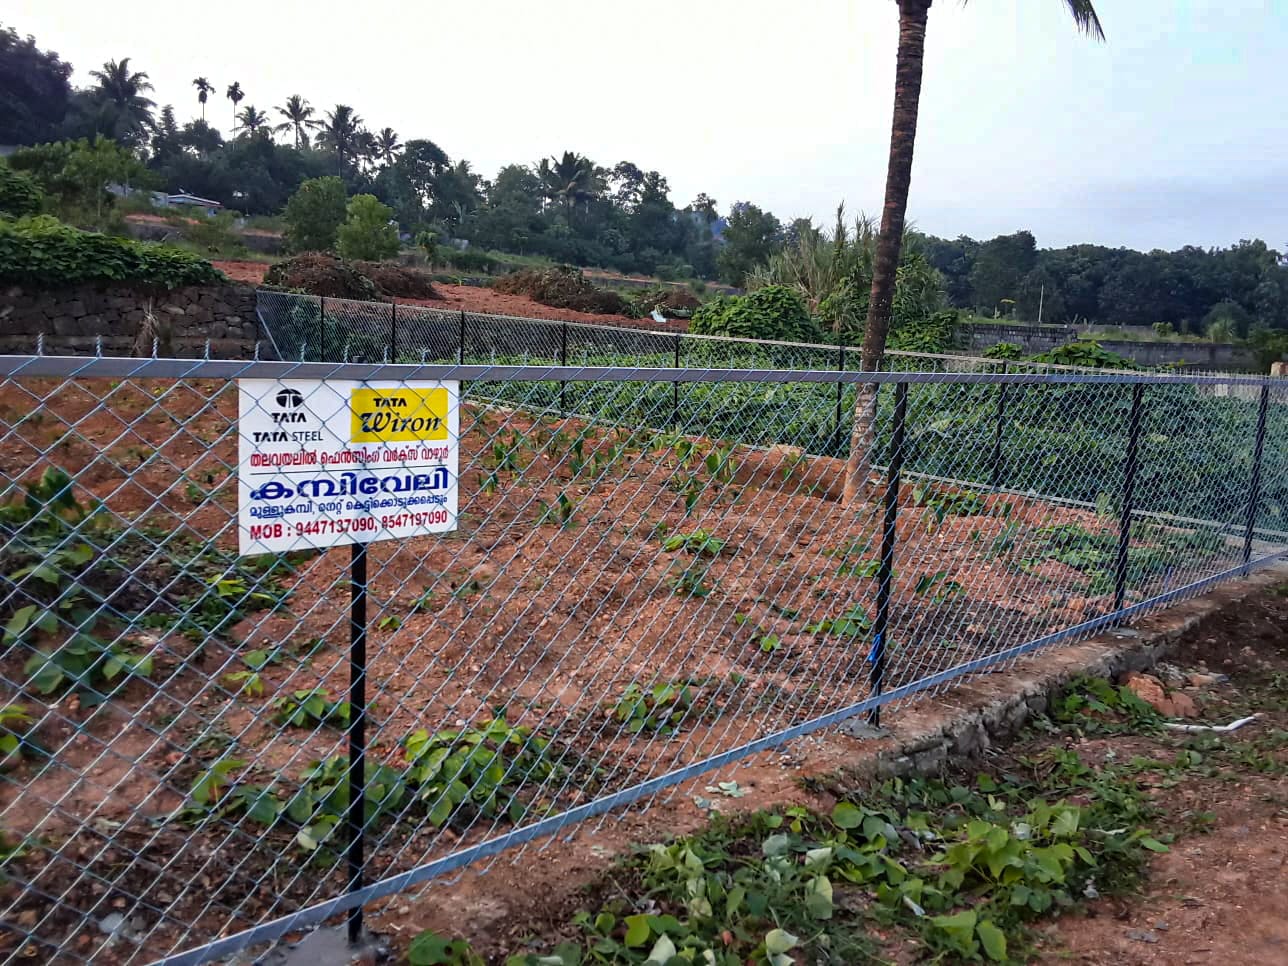 TATA
TATA STEEL
TATA
Wiron
തലവയലിൽ ഫെൻസിംഗ് വർക്സ് വാഴൂർ
കമ്പിവേലി
മുള്ളുകമ്പി, നെറ്റ് കെട്ടിക്കൊടുക്കപ്പെടും
MOB : 9447137090, 8547197090